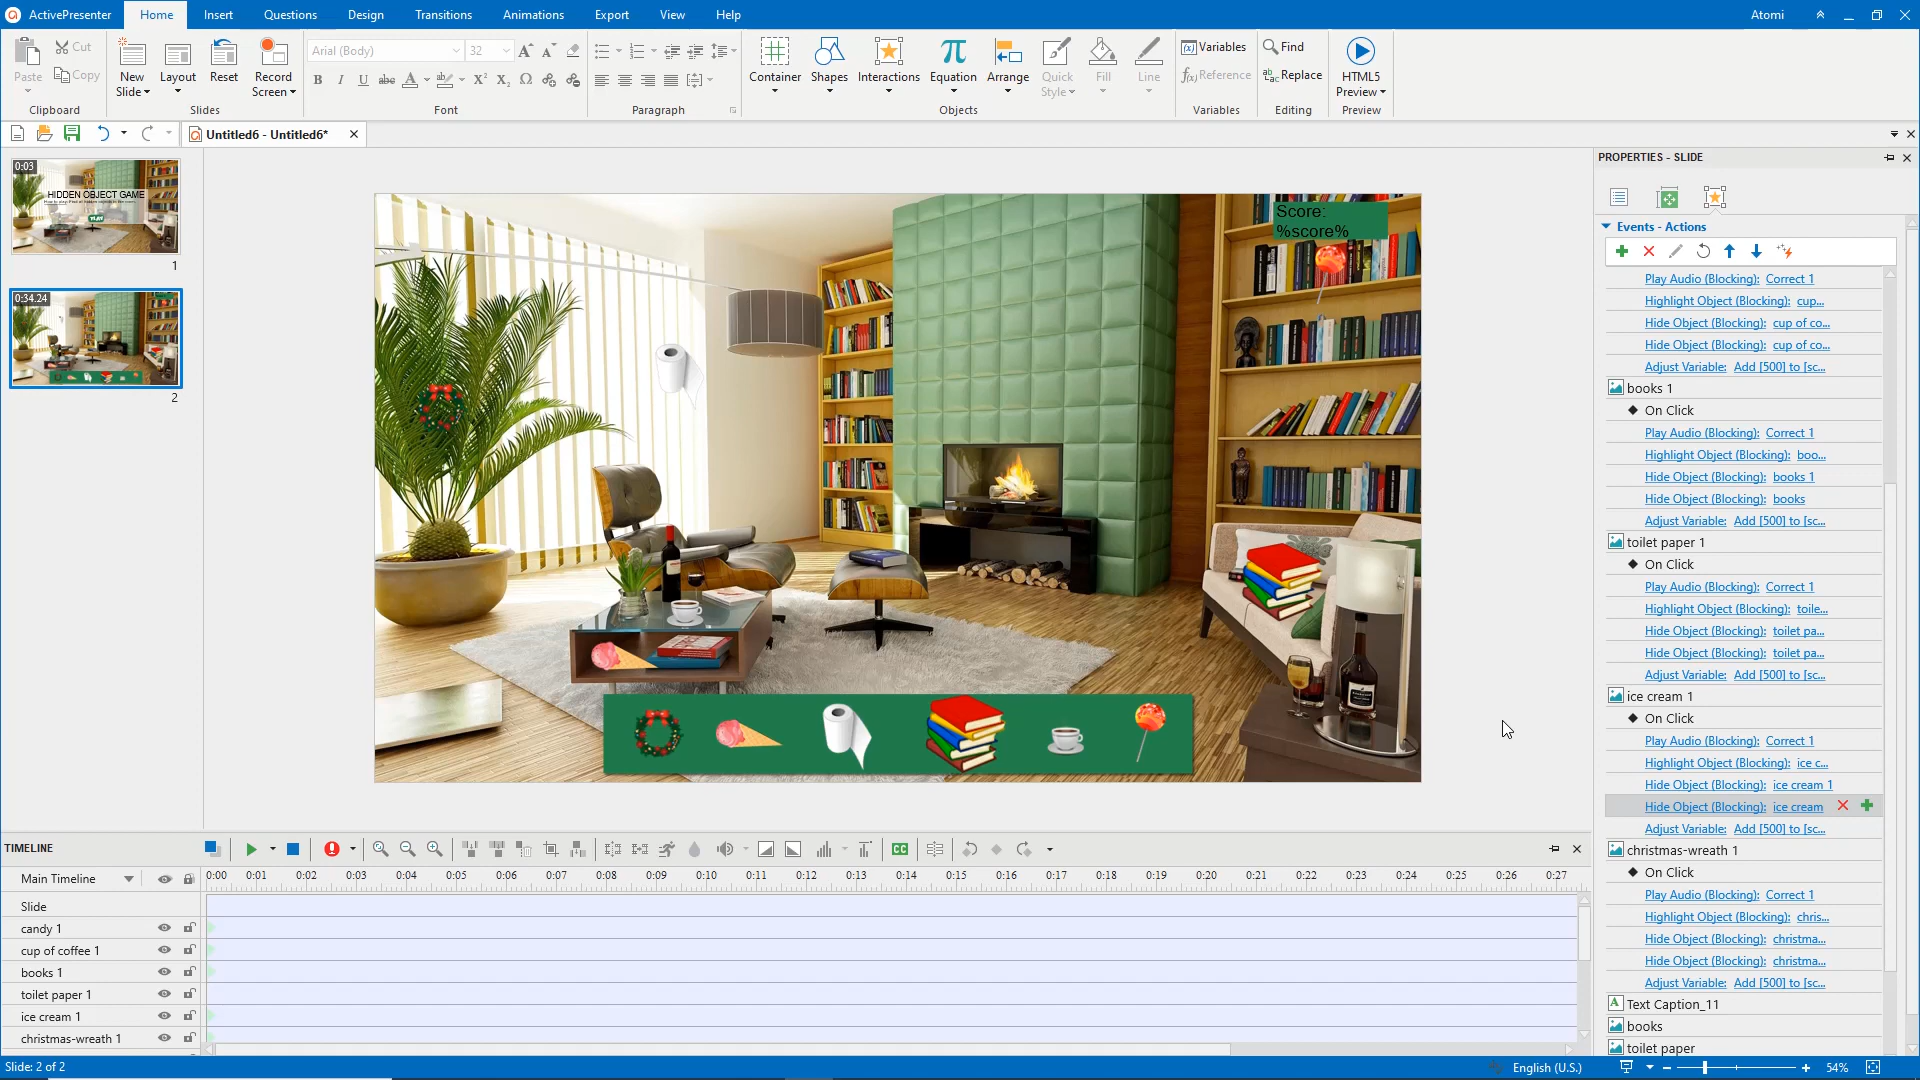 ActivePresenter
Home
Insert
Questions
Design
Transitions
Animations
Export
View
Help
Atomi
Paste
Cut
Copy
Clipboard
New Slide
Layout
Reset
Record Screen
Slides
Arial (Body)
32
Font
Paragraph
Container
Shapes
Interactions
Equation
Arrange
Quick Style
Fill
Line
Objects
Variables
Reference
Variables
Find
Replace
Editing
HTML5 Preview
Preview
Untitled6 - Untitled6*
0:03
HIDDEN OBJECT GAME
PLAY
1
0:34.24
2
Score:
%score%
PROPERTIES - SLIDE
Events - Actions
Play Audio (Blocking): Correct 1
Highlight Object (Blocking): cup...
Hide Object (Blocking): cup of co...
Hide Object (Blocking): cup of co...
Adjust Variable: Add [500] to [sc...
books 1
On Click
Play Audio (Blocking): Correct 1
Highlight Object (Blocking): boo...
Hide Object (Blocking): books 1
Hide Object (Blocking): books
Adjust Variable: Add [500] to [sc...
toilet paper 1
On Click
Play Audio (Blocking): Correct 1
Highlight Object (Blocking): toile...
Hide Object (Blocking): toilet pa...
Hide Object (Blocking): toilet pa...
Adjust Variable: Add [500] to [sc...
ice cream 1
On Click
Play Audio (Blocking): Correct 1
Highlight Object (Blocking): ice c...
Hide Object (Blocking): ice cream 1
Hide Object (Blocking): ice cream
Adjust Variable: Add [500] to [sc...
christmas-wreath 1
On Click
Play Audio (Blocking): Correct 1
Highlight Object (Blocking): chris...
Hide Object (Blocking): christma...
Hide Object (Blocking): christma...
Adjust Variable: Add [500] to [sc...
Text Caption_11
books
toilet paper
TIMELINE
Main Timeline
0:00 0:01 0:02 0:03 0:04 0:05 0:06 0:07 0:08 0:09 0:10 0:11 0:12 0:13 0:14 0:15 0:16 0:17 0:18 0:19 0:20 0:21 0:22 0:23 0:24 0:25 0:26 0:27
Slide
candy 1
cup of coffee 1
books 1
toilet paper 1
ice cream 1
christmas-wreath 1
Slide: 2 of 2
English (U.S.)
54%